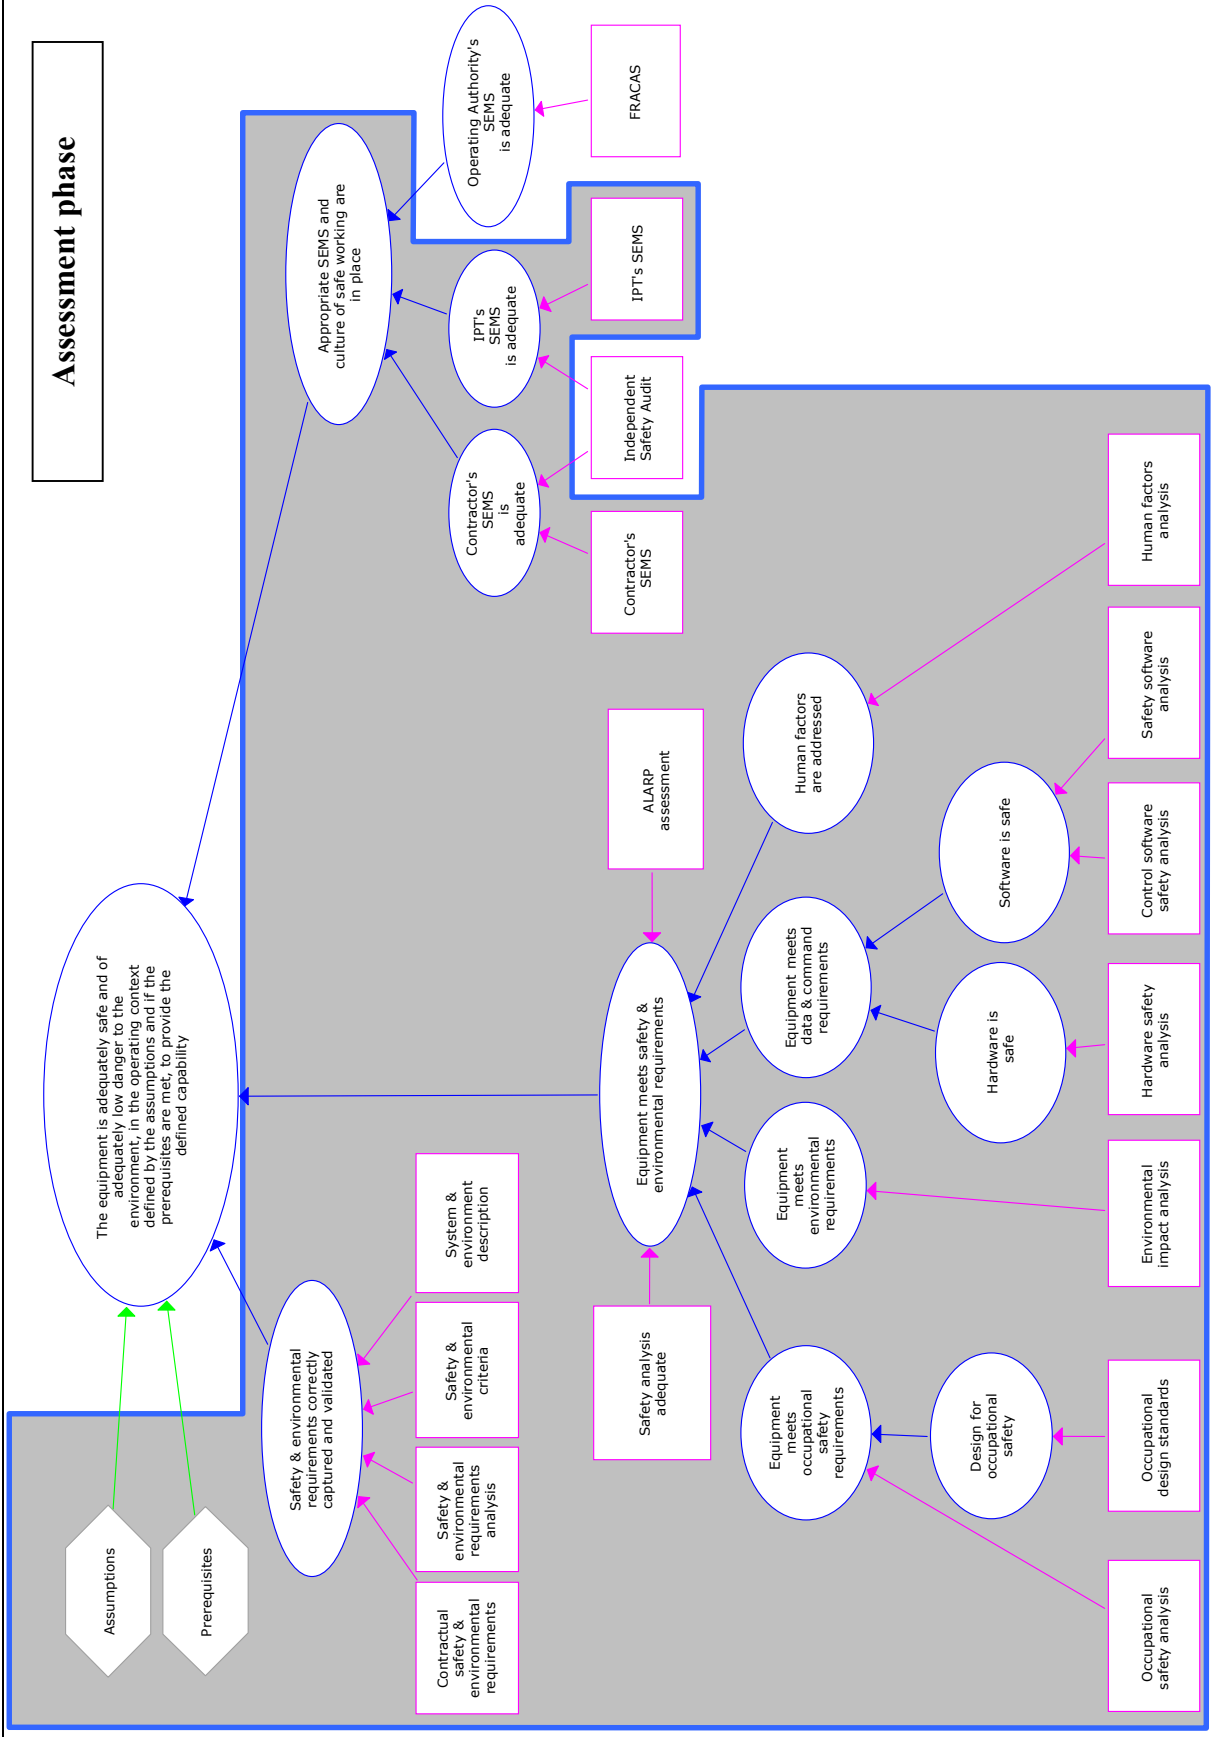 Assessment phase
The equipment is adequately safe and of
adequately low danger to the
environment, in the operating context
defined by the assumptions and if the
prerequisites are met, to provide the
defined capability
Assumptions
Prerequisites
Safety & environmental
requirements correctly
captured and validated
Appropriate SEMS and
culture of safe working are
in place
Contractual
safety &
environmental
requirements
Safety &
environmental
requirements
analysis
Safety &
environmental
criteria
System &
environment
description
Contractor's
SEMS
is
adequate
IPT's
SEMS
is adequate
Operating Authority's
SEMS
is adequate
Contractor's
SEMS
Independent
Safety Audit
IPT's SEMS
FRACAS
Safety analysis
adequate
Equipment meets safety &
environmental requirements
ALARP
assessment
Equipment
meets
occupational
safety
requirements
Equipment
meets
environmental
requirements
Equipment meets
data & command
requirements
Human factors
are addressed
Design for
occupational
safety
Hardware is
safe
Software is safe
Occupational
safety analysis
Occupational
design standards
Environmental
impact analysis
Hardware safety
analysis
Control software
safety analysis
Safety software
analysis
Human factors
analysis